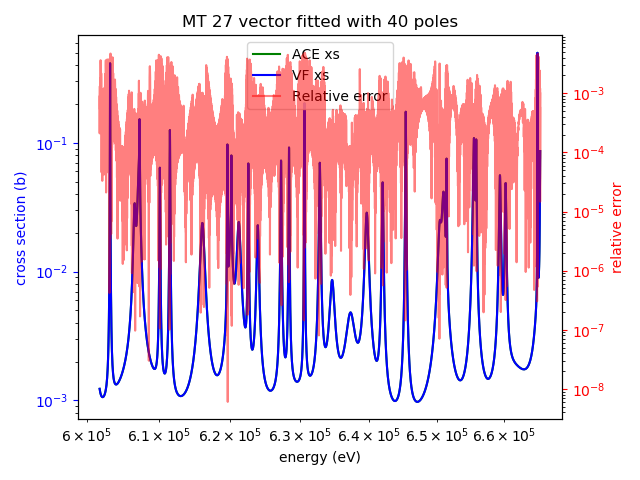 MT 27 vector fitted with 40 poles
ACE xs
VF xs
Relative error
cross section (b)
10⁻¹
10⁻²
10⁻³
relative error
10⁻³
10⁻⁴
10⁻⁵
10⁻⁶
10⁻⁷
10⁻⁸
6 × 10⁵ 6.1 × 10⁵ 6.2 × 10⁵ 6.3 × 10⁵ 6.4 × 10⁵ 6.5 × 10⁵ 6.6 × 10⁵
energy (eV)